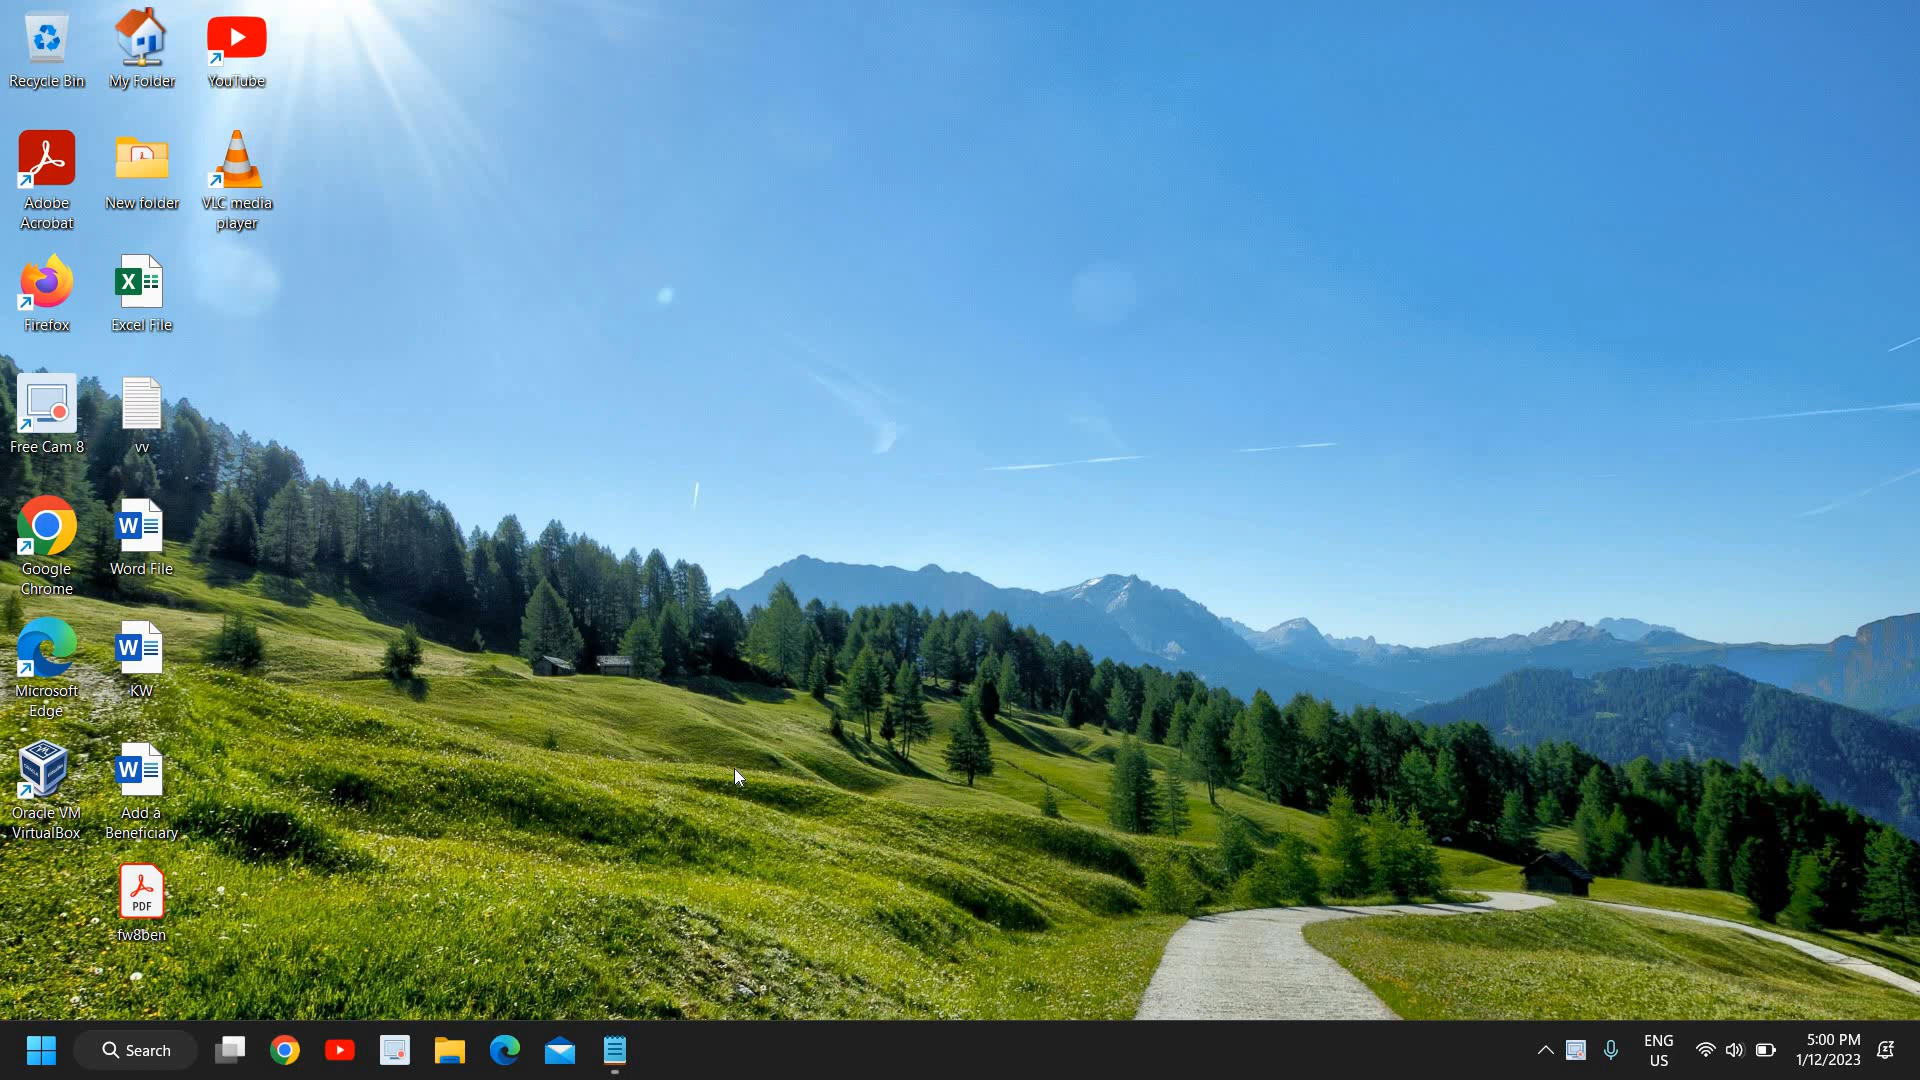 Recycle Bin
My Folder
YouTube
Adobe
Acrobat
New folder
VLC media
player
Firefox
Excel File
Free Cam 8
vv
Google
Chrome
Word File
Microsoft
Edge
KW
Oracle VM
VirtualBox
Add a
Beneficiary
PDF
fw8ben
Search
ENG
US
5:00 PM
1/12/2023